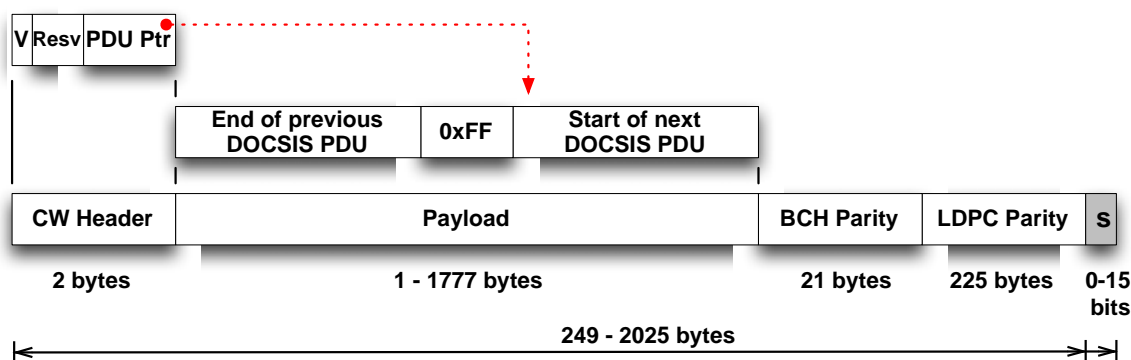 V Resv PDU Ptr
End of previous DOCSIS PDU
0xFF
Start of next DOCSIS PDU
CW Header
Payload
BCH Parity
LDPC Parity
S
2 bytes
1 - 1777 bytes
21 bytes
225 bytes
0-15 bits
249 - 2025 bytes